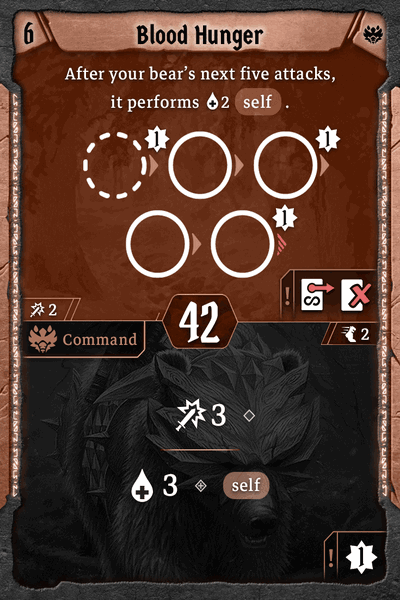 6 Blood Hunger
After your bear's next five attacks,
it performs 2 self .
1 1
1
2
42
Command 2
3
3 self
1